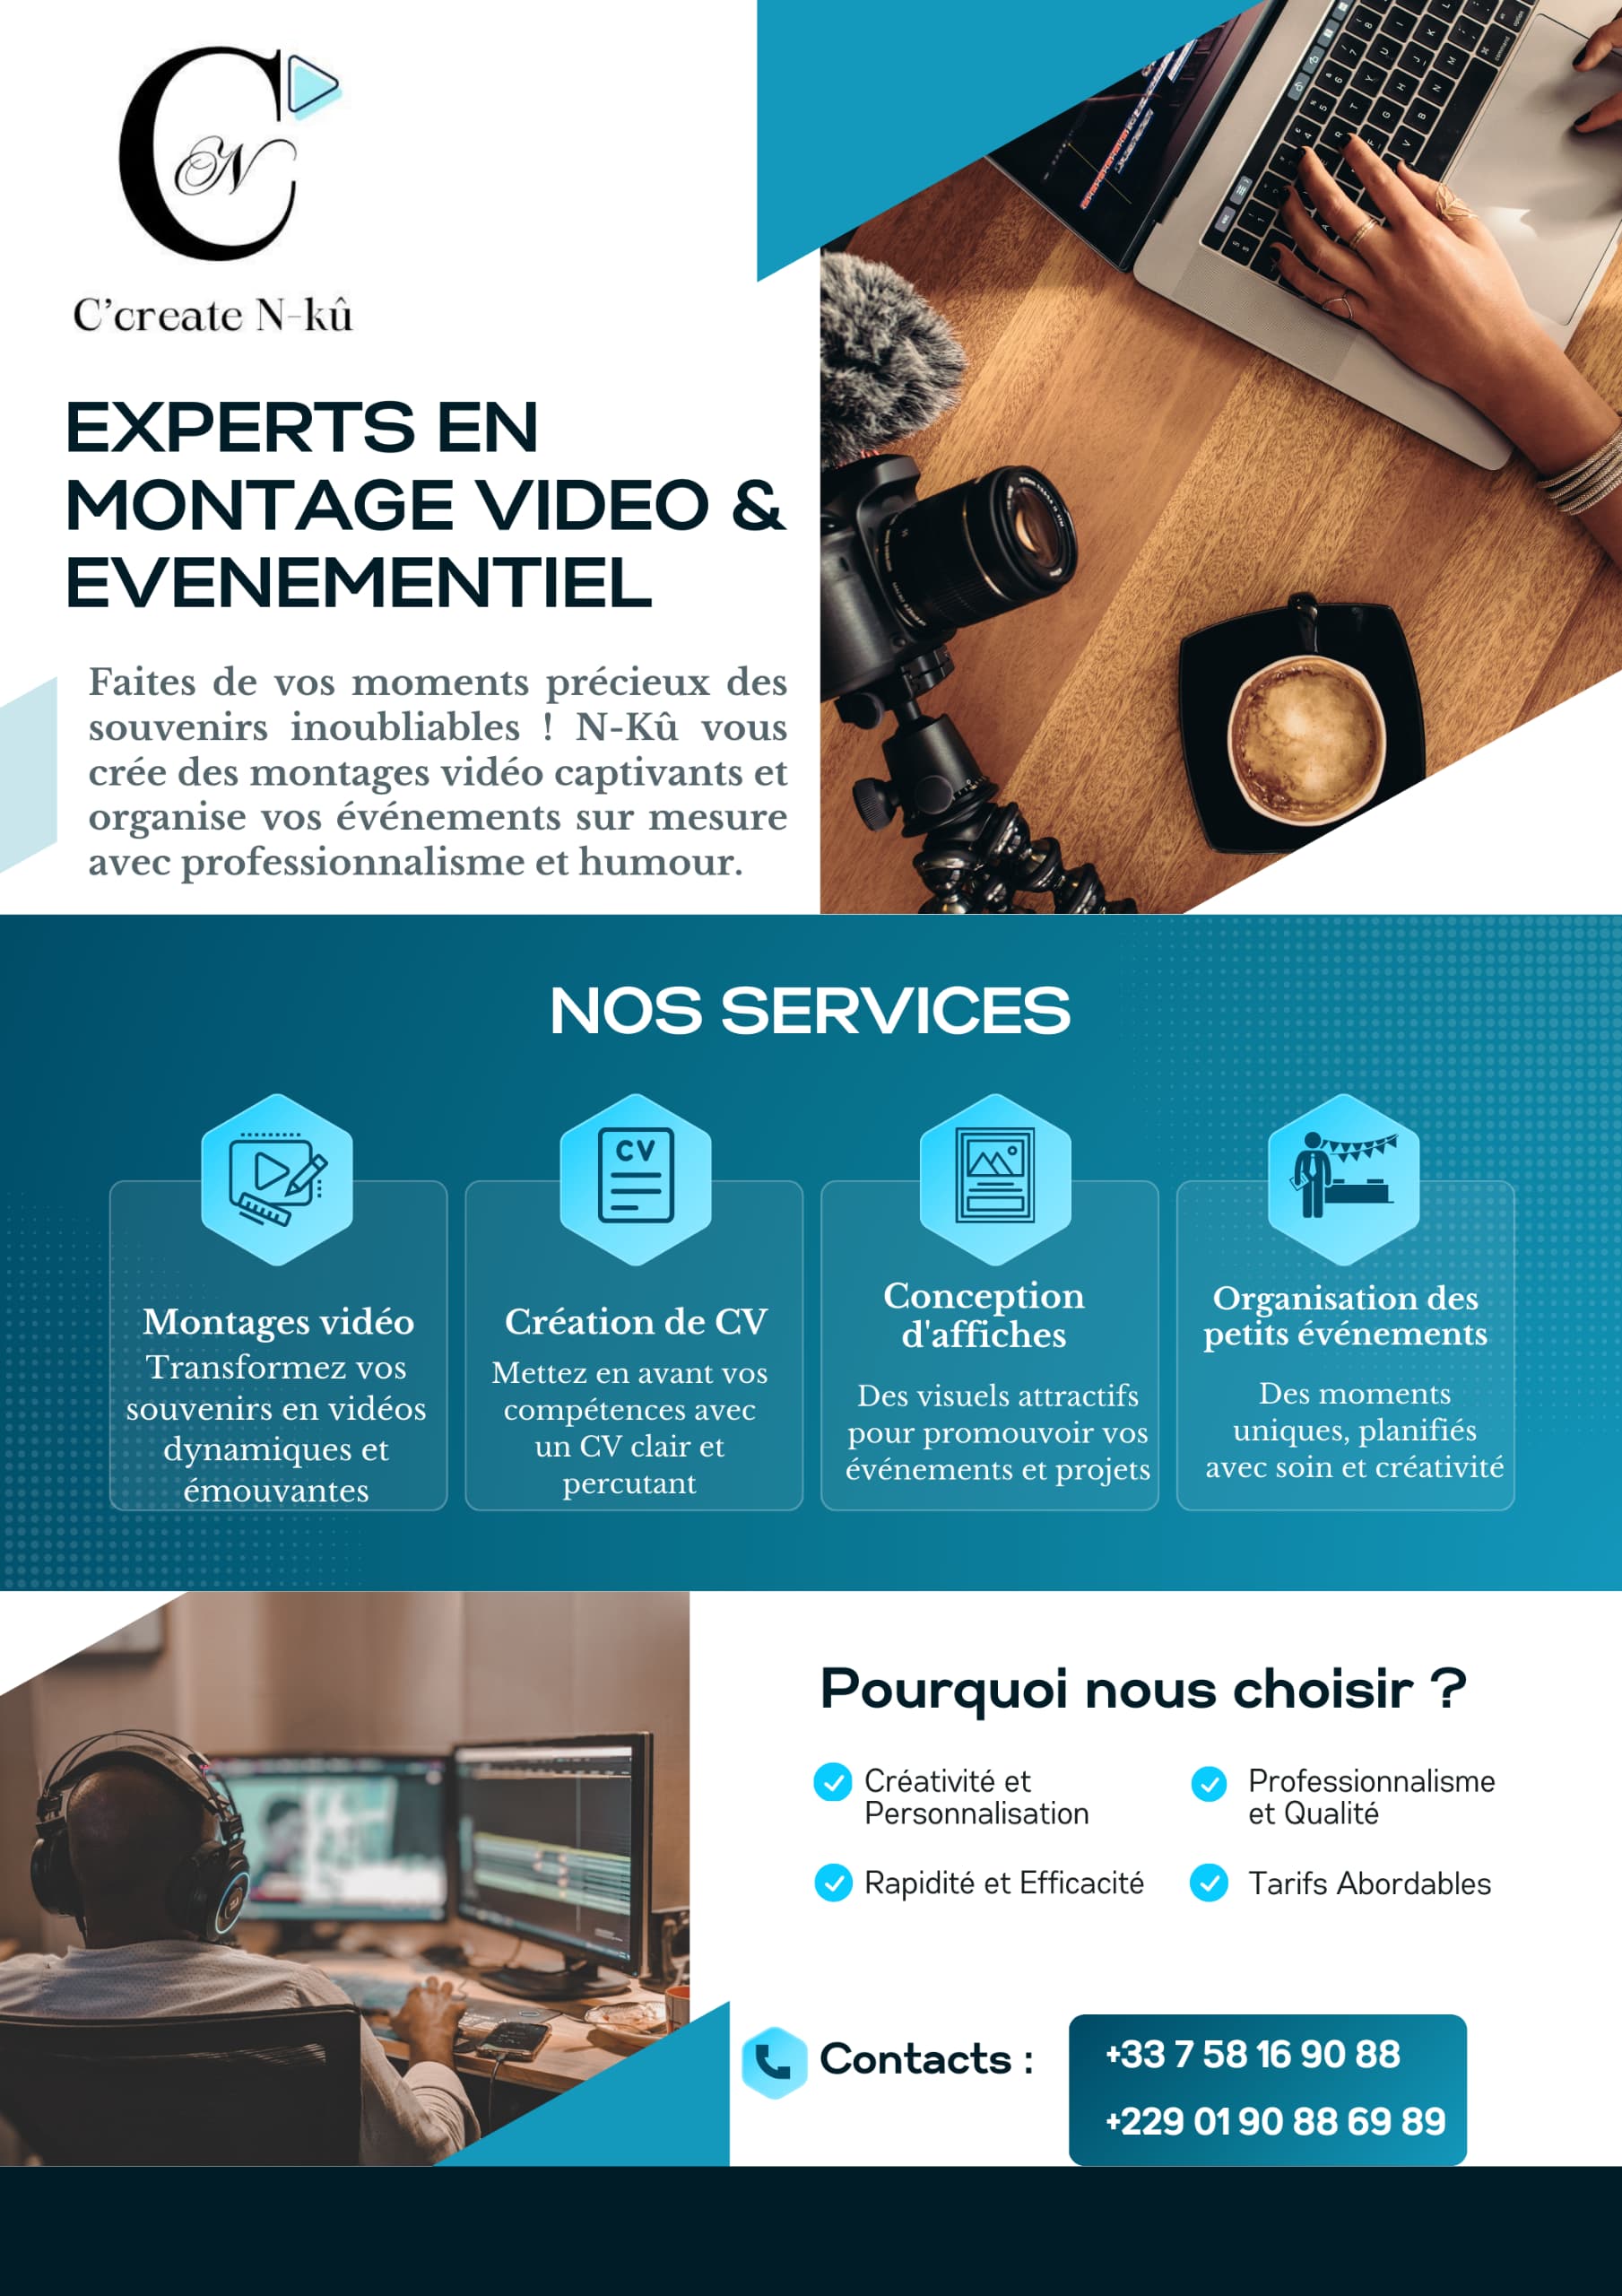 C N
C'create N-kû
EXPERTS EN
MONTAGE VIDEO &
EVENEMENTIEL
Faites de vos moments précieux des
souvenirs inoubliables ! N-Kû vous
crée des montages vidéo captivants et
organise vos événements sur mesure
avec professionnalisme et humour.
NOS SERVICES
Montages vidéo
Transformez vos
souvenirs en vidéos
dynamiques et
émouvantes
CV
Création de CV
Mettez en avant vos
compétences avec
un CV clair et
percutant
Conception
d'affiches
Des visuels attractifs
pour promouvoir vos
événements et projets
Organisation des
petits événements
Des moments
uniques, planifiés
avec soin et créativité
Pourquoi nous choisir ?
Créativité et
Personnalisation
Professionnalisme
et Qualité
Rapidité et Efficacité
Tarifs Abordables
Contacts :
+33 7 58 16 90 88
+229 01 90 88 69 89